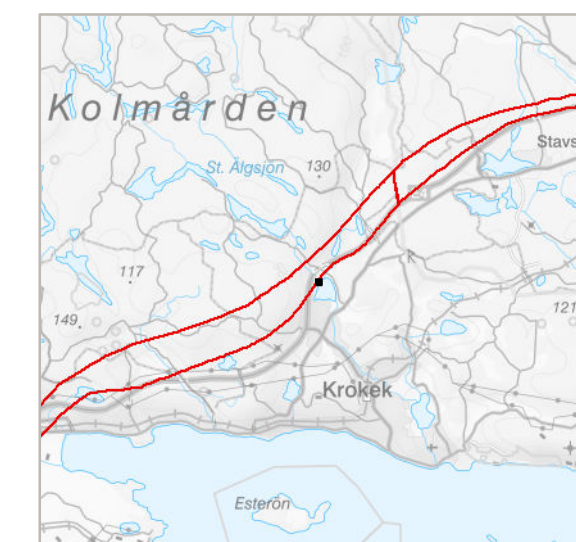 Kolmården
Stavs
St. Älgsjön
130
117
149
121
Krokek
Esterön